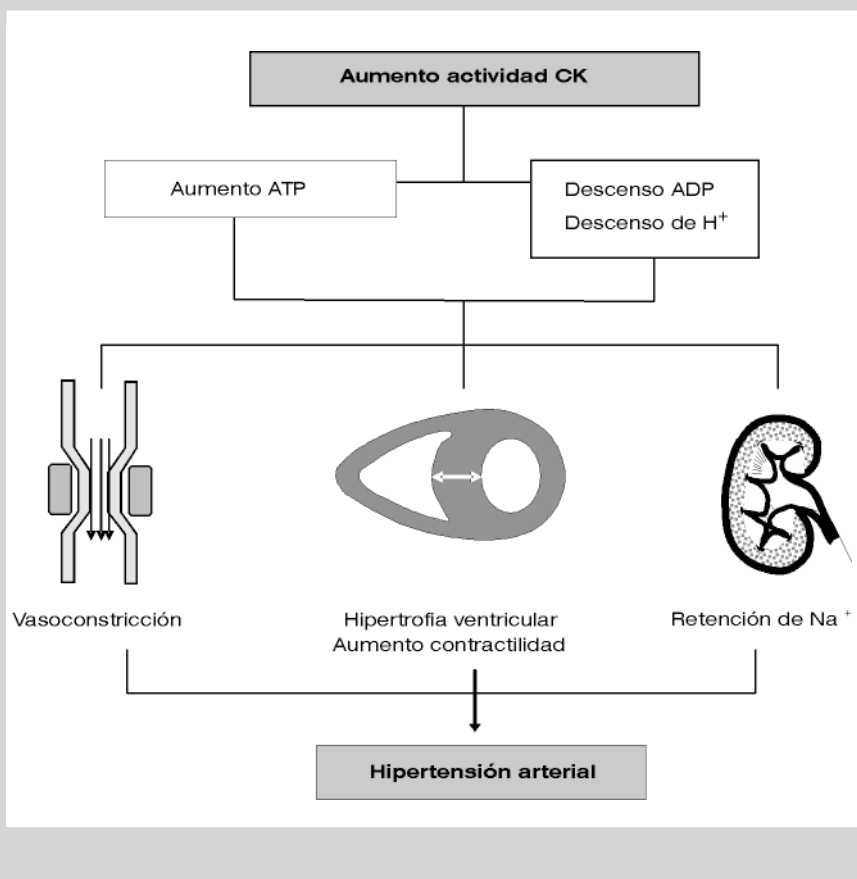 Aumento actividad CK
Aumento ATP
Descenso ADP
Descenso de H⁺
Vasoconstricción
Hipertrofia ventricular
Aumento contractilidad
Retención de Na⁺
Hipertensión arterial